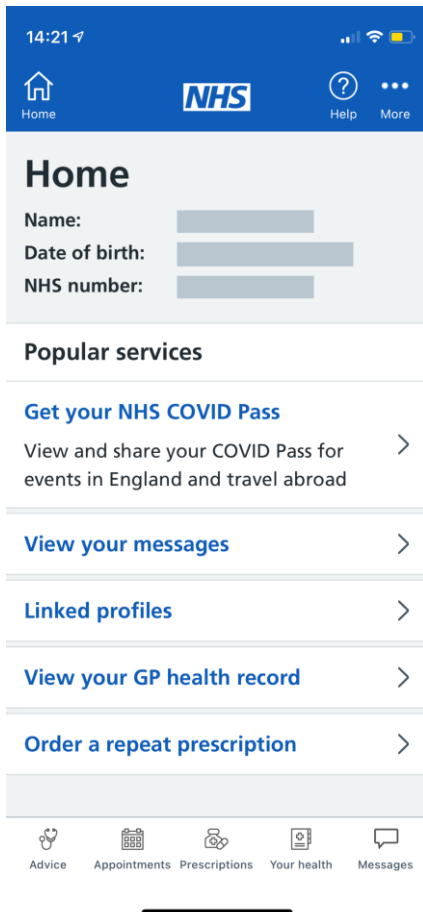 14:21
NHS
Home
Help
More
Home
Name:
Date of birth:
NHS number:
Popular services
Get your NHS COVID Pass
View and share your COVID Pass for
events in England and travel abroad
View your messages
Linked profiles
View your GP health record
Order a repeat prescription
Advice
Appointments
Prescriptions
Your health
Messages